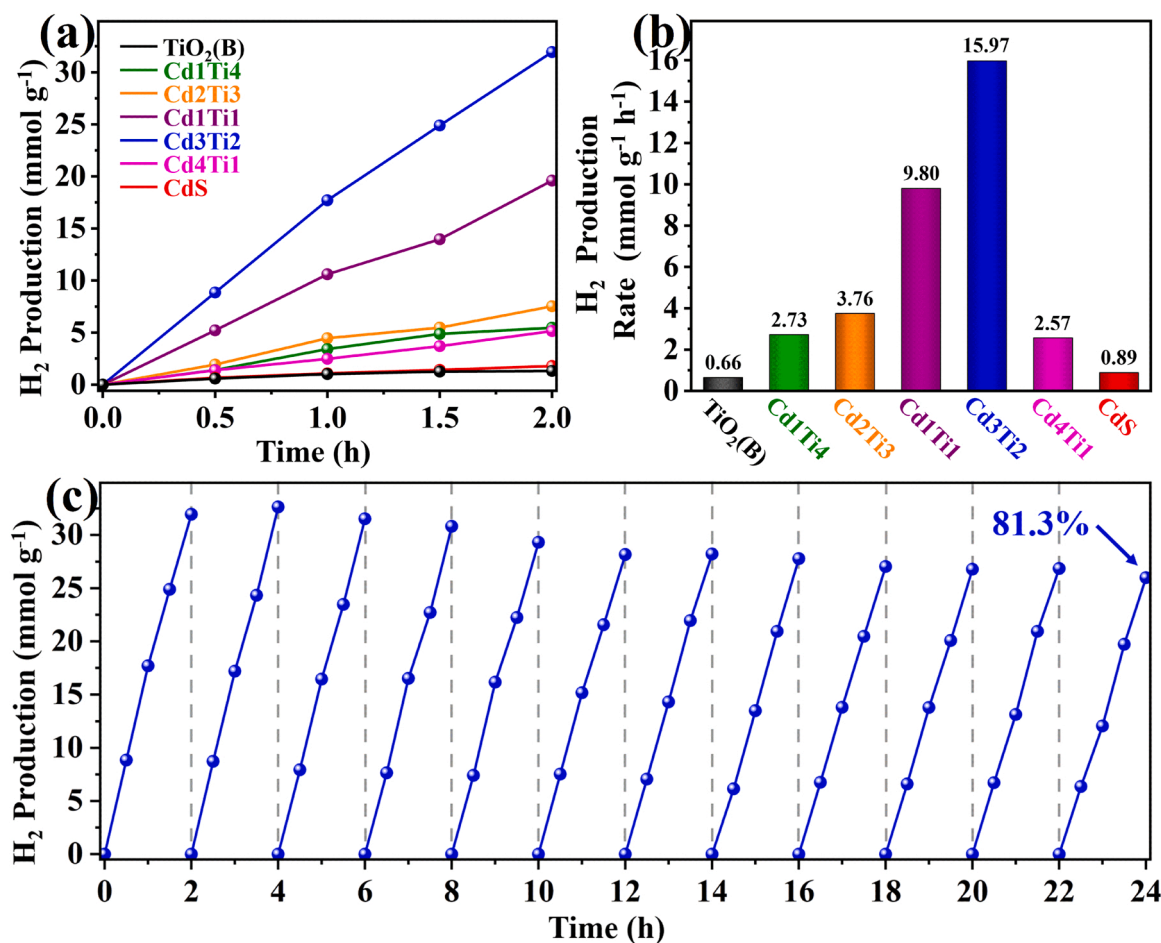 (a)
H₂ Production (mmol g⁻¹)
30
25
20
15
10
5
0
TiO₂(B)
Cd1Ti4
Cd2Ti3
Cd1Ti1
Cd3Ti2
Cd4Ti1
CdS
0.0 0.5 1.0 1.5 2.0
Time (h)
(b)
H₂ Production
Rate (mmol g⁻¹ h⁻¹)
16
14
12
10
8
6
4
2
0
0.66
2.73
3.76
9.80
15.97
2.57
0.89
TiO₂(B)
Cd1Ti4
Cd2Ti3
Cd1Ti1
Cd3Ti2
Cd4Ti1
CdS
(c)
H₂ Production (mmol g⁻¹)
30
25
20
15
10
5
0
81.3%
0 2 4 6 8 10 12 14 16 18 20 22 24
Time (h)